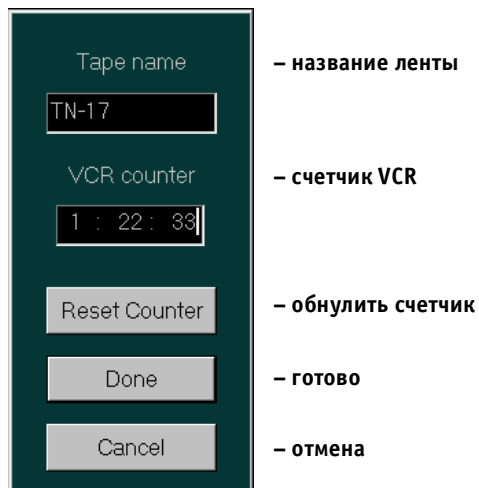 Tape name – название ленты
TN-17
VCR counter – счетчик VCR
1 : 22 : 33
Reset Counter – обнулить счетчик
Done – готово
Cancel – отмена